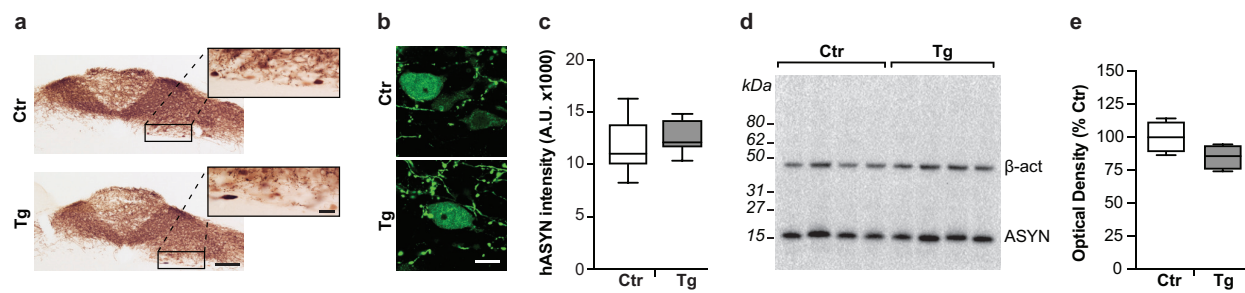 a
Ctr
Tg
b
Ctr
Tg
c
hASYN intensity (A.U. x1000)
20
15
10
5
0
Ctr
Tg
d
Ctr
Tg
kDa
80
62
50
31
27
15
β-act
ASYN
e
Optical Density (% Ctr)
150
125
100
75
50
25
0
Ctr
Tg